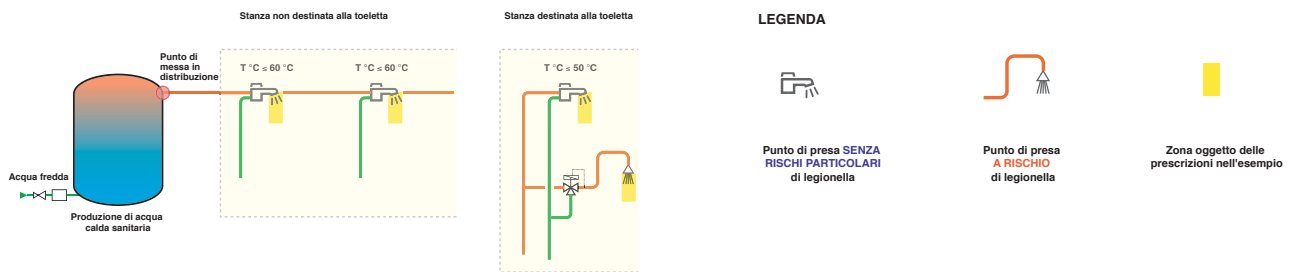 Stanza non destinata alla toeletta
Stanza destinata alla toeletta
LEGENDA
Punto di
messa in
distribuzione
T °C ≤ 60 °C
T °C ≤ 60 °C
T °C ≤ 50 °C
Acqua fredda
Produzione di acqua
calda sanitaria
Punto di presa SENZA
RISCHI PARTICOLARI
di legionella
Punto di presa
A RISCHIO
di legionella
Zona oggetto delle
prescrizioni nell'esempio